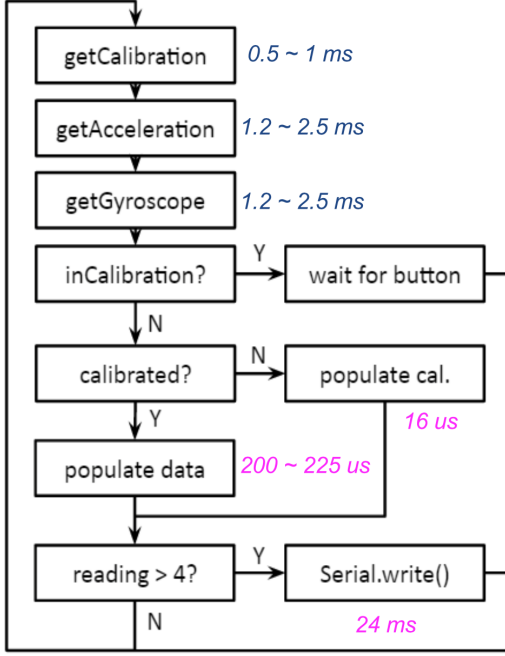 getCalibration 0.5 ~ 1 ms
getAcceleration 1.2 ~ 2.5 ms
getGyroscope 1.2 ~ 2.5 ms
inCalibration? Y wait for button
N
calibrated? N populate cal.
Y 16 us
populate data 200 ~ 225 us
reading > 4? Y Serial.write()
N 24 ms